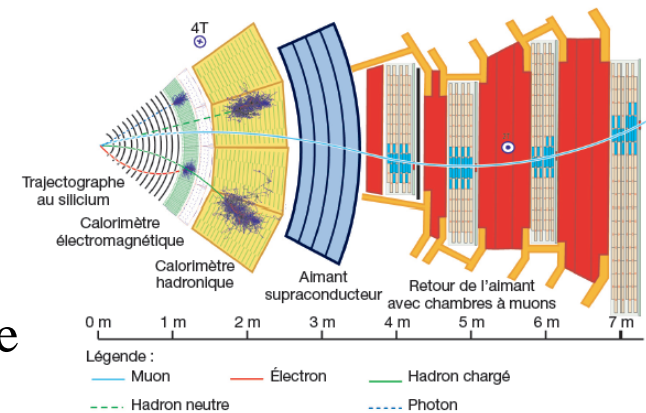 4T
Trajectographe
au silicium
Calorimètre
électromagnétique
Calorimètre
hadronique
Aimant
supraconducteur
Retour de l'aimant
avec chambres à muons
e
0 m 1 m 2 m 3 m 4 m 5 m 6 m 7 m
Légende :
Muon Électron Hadron chargé
Hadron neutre Photon